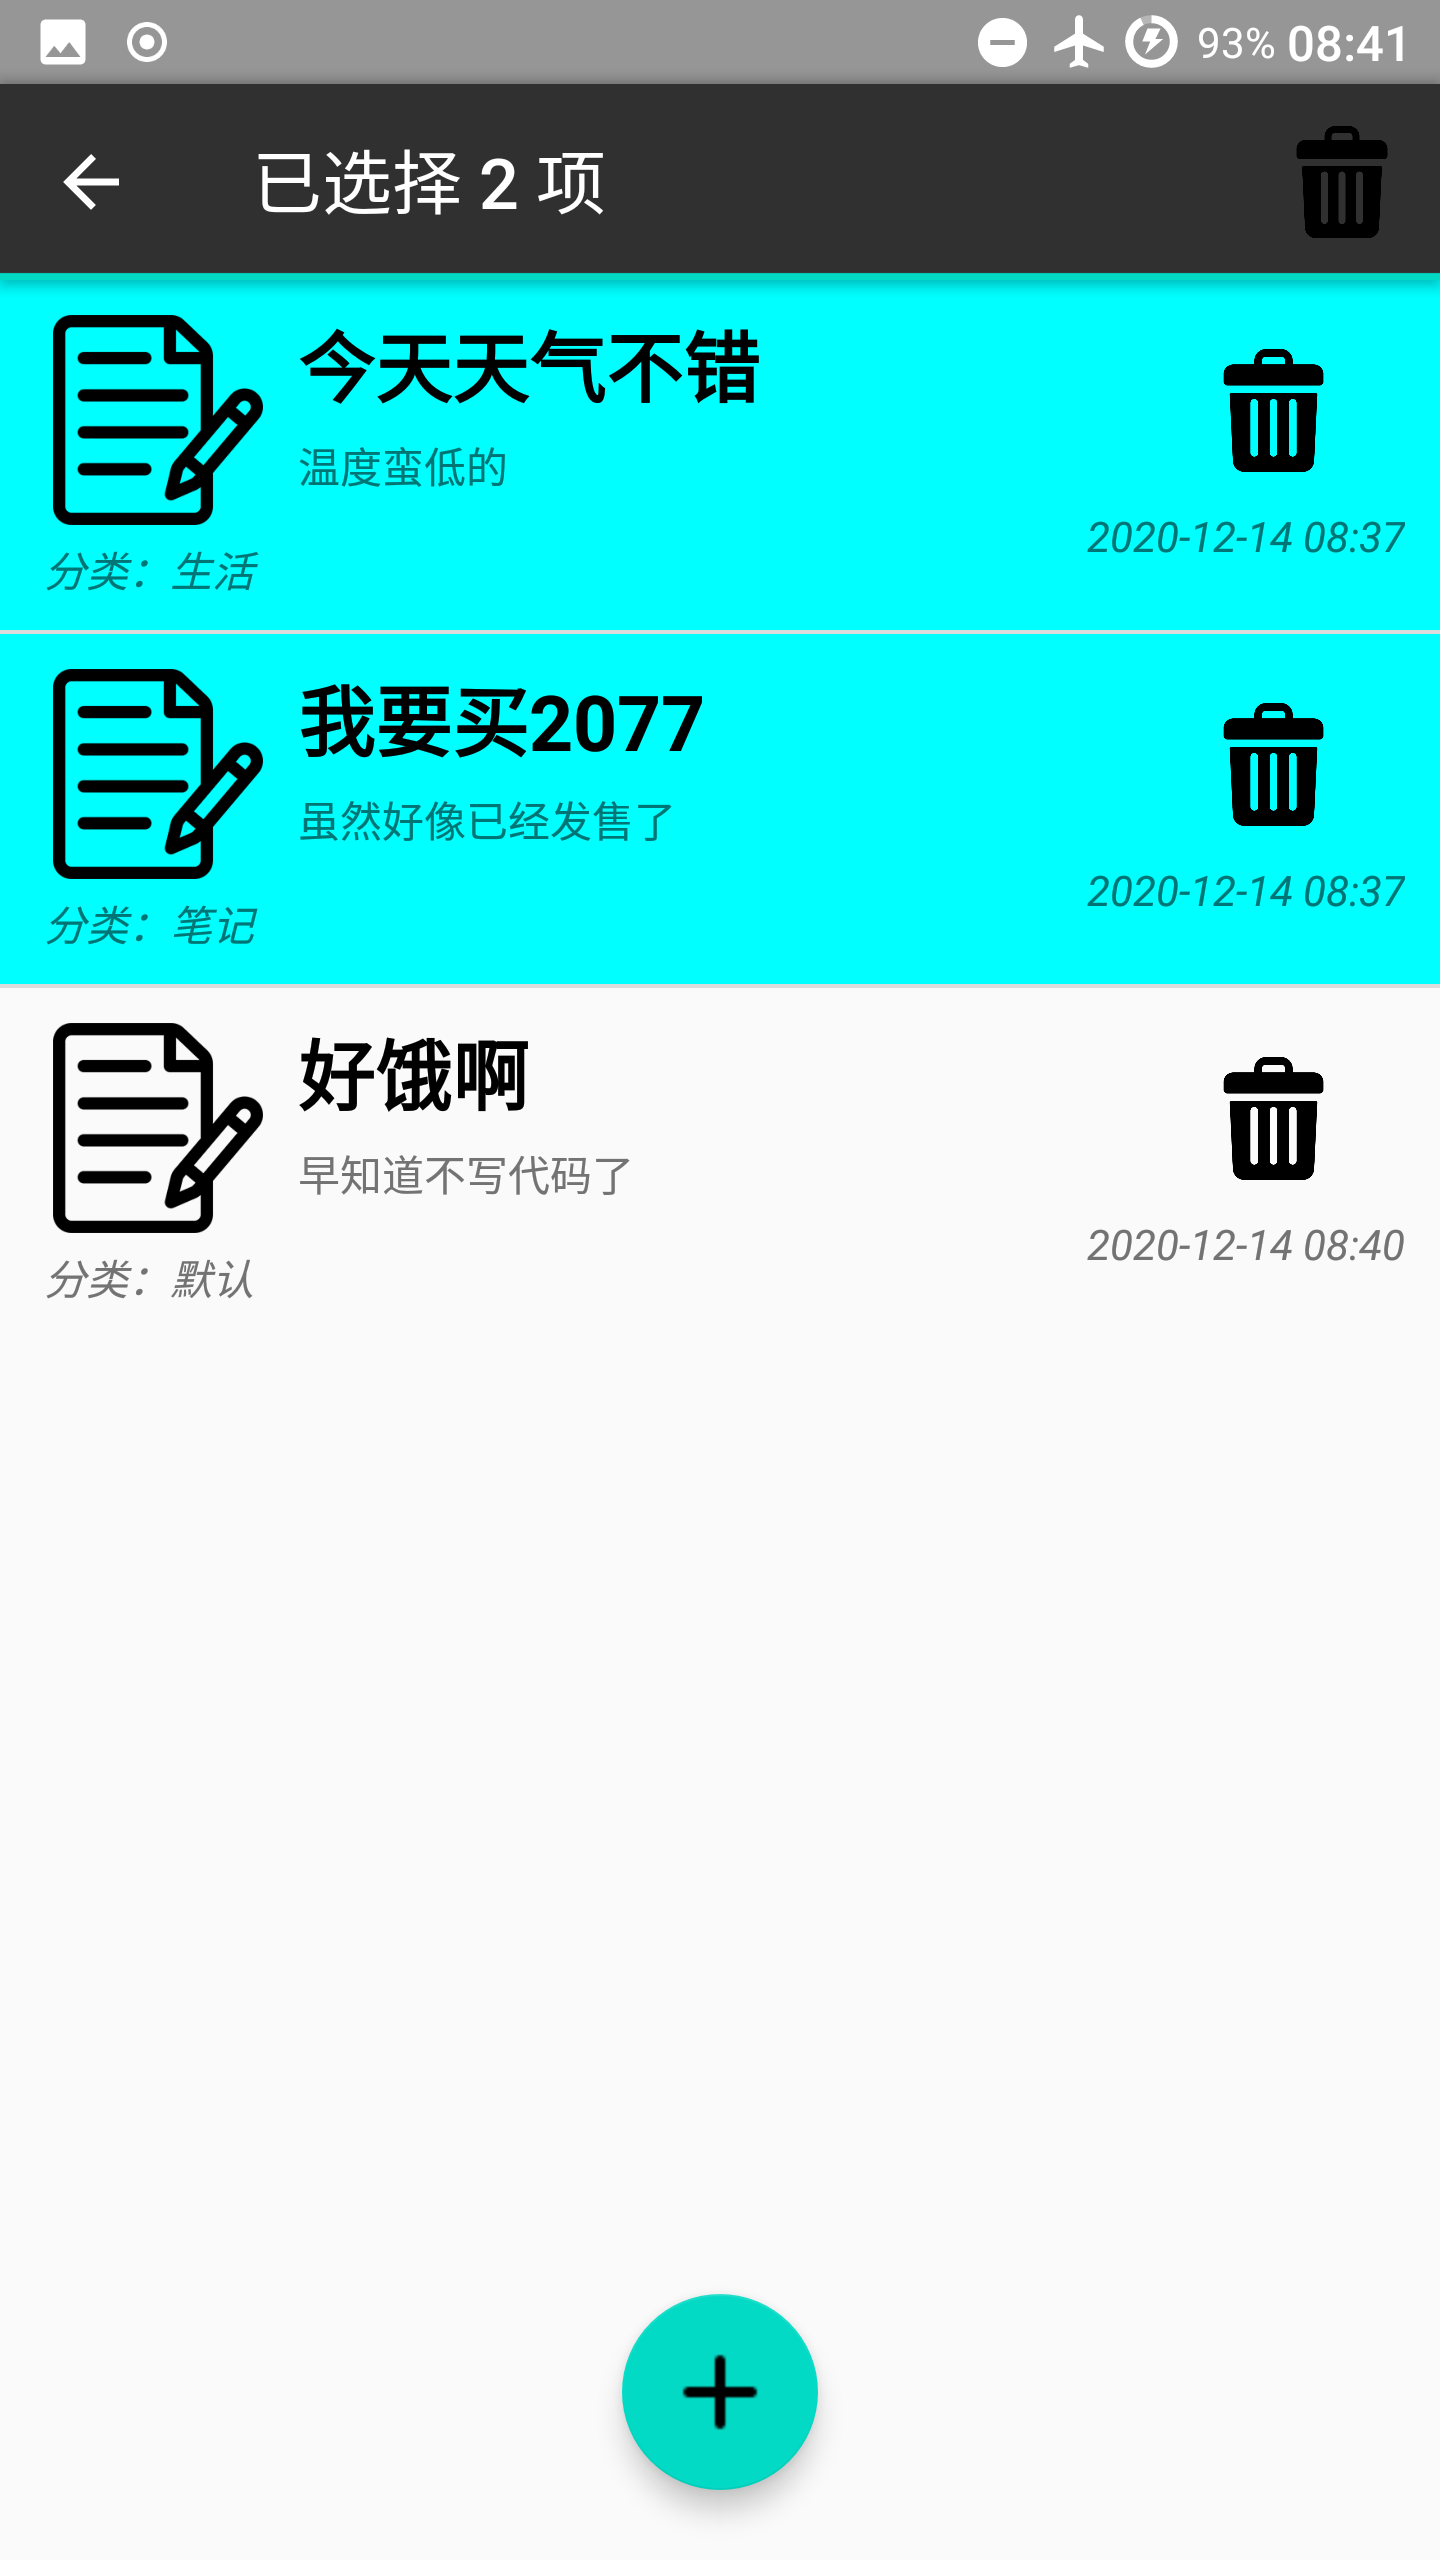 93% 08:41
已选择 2 项
今天天气不错
温度蛮低的
2020-12-14 08:37
分类：生活
我要买2077
虽然好像已经发售了
2020-12-14 08:37
分类：笔记
好饿啊
早知道不写代码了
2020-12-14 08:40
分类：默认